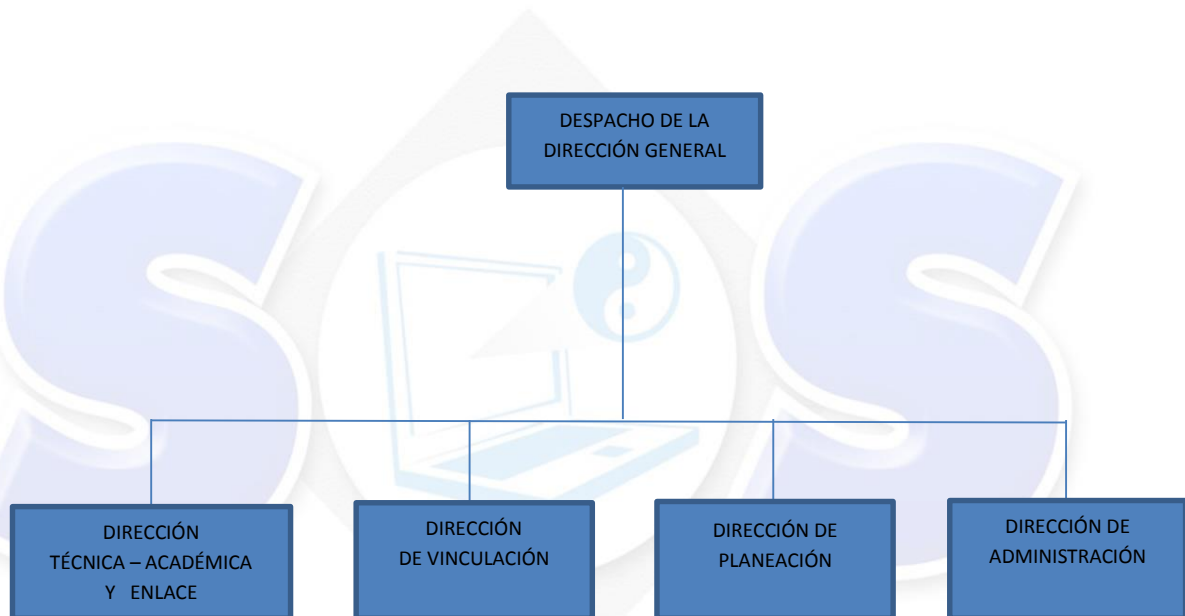 DESPACHO DE LA
DIRECCIÓN GENERAL
DIRECCIÓN
TÉCNICA – ACADÉMICA
Y ENLACE
DIRECCIÓN
DE VINCULACIÓN
DIRECCIÓN DE
PLANEACIÓN
DIRECCIÓN DE
ADMINISTRACIÓN
S S